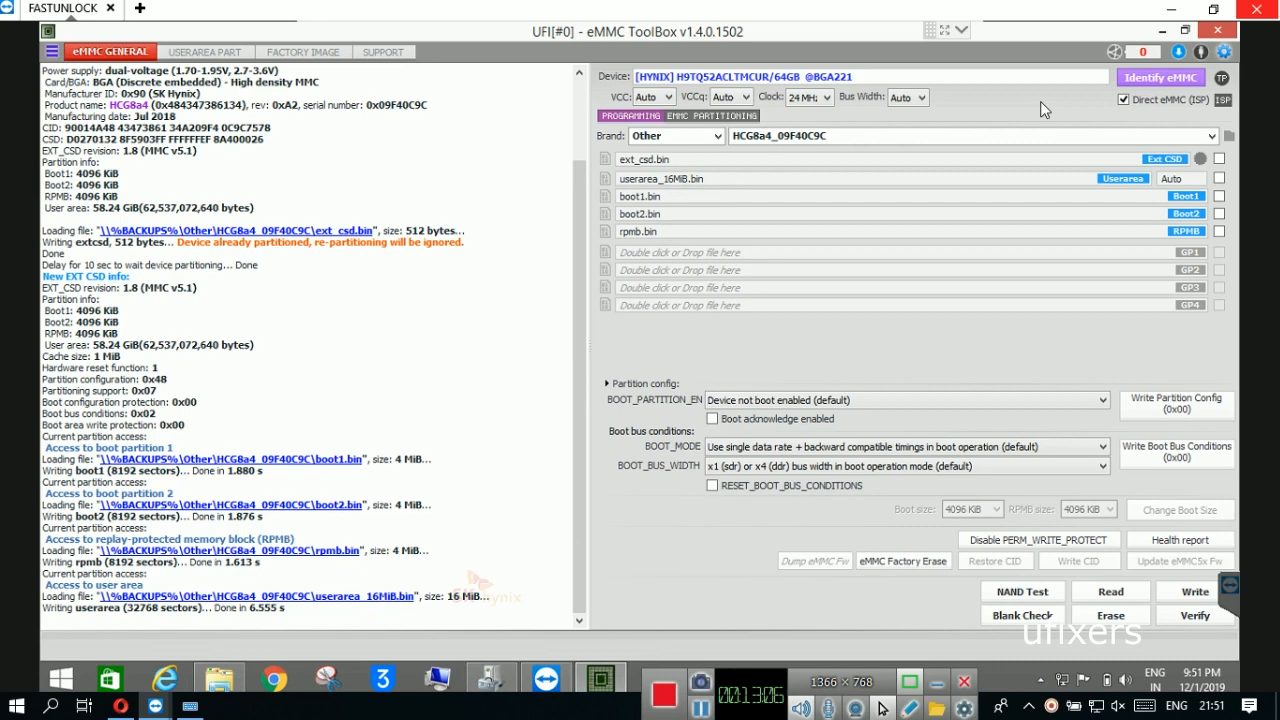 FASTUNLOCK
UFI[#0] - eMMC ToolBox v1.4.0.1502
eMMC GENERAL
USERAREA PART
FACTORY IMAGE
SUPPORT
0
Power supply: dual-voltage (1.70-1.95V, 2.7-3.6V)
Card/BGA: BGA (Discrete embedded) - High density MMC
Manufacturer ID: 0x90 (SK Hynix)
Product name: HCG8a4 (0x484347386134), rev: 0xA2, serial number: 0x09F40C9C
Manufacturing date: Jul 2018
CID: 90014A48 43473861 34A209F4 0C9C7578
CSD: D0270132 8F5903FF FFFFFFEF 8A400026
EXT_CSD revision: 1.8 (MMC v5.1)
Partition info:
Boot1: 4096 KiB
Boot2: 4096 KiB
RPMB: 4096 KiB
User area: 58.24 GiB(62,537,072,640 bytes)
Loading file: "\\%BACKUPS%\Other\HCG8a4_09F40C9C\ext_csd.bin", size: 512 bytes...
Writing extcsd, 512 bytes... Device already partitioned, re-partitioning will be ignored.
Done
Delay for 10 sec to wait device partitioning... Done
New EXT CSD info:
EXT_CSD revision: 1.8 (MMC v5.1)
Partition info:
Boot1: 4096 KiB
Boot2: 4096 KiB
RPMB: 4096 KiB
User area: 58.24 GiB(62,537,072,640 bytes)
Cache size: 1 MiB
Hardware reset function: 1
Partition configuration: 0x48
Partitioning support: 0x07
Boot configuration protection: 0x00
Boot bus conditions: 0x02
Boot area write protection: 0x00
Current partition access:
Access to boot partition 1
Loading file: "\\%BACKUPS%\Other\HCG8a4_09F40C9C\boot1.bin", size: 4 MiB...
Writing boot1 (8192 sectors)... Done in 1.880 s
Current partition access:
Access to boot partition 2
Loading file: "\\%BACKUPS%\Other\HCG8a4_09F40C9C\boot2.bin", size: 4 MiB...
Writing boot2 (8192 sectors)... Done in 1.876 s
Current partition access:
Access to replay-protected memory block (RPMB)
Loading file: "\\%BACKUPS%\Other\HCG8a4_09F40C9C\rpmb.bin", size: 4 MiB...
Writing rpmb (8192 sectors)... Done in 1.613 s
Current partition access:
Access to user area
Loading file: "\\%BACKUPS%\Other\HCG8a4_09F40C9C\userarea_16MiB.bin", size: 16 MiB...
Writing userarea (32768 sectors)... Done in 6.555 s
Device: [HYNIX] H9TQ52ACLTMCUR/64GB @BGA221 Identify eMMC TP
VCC: Auto VCCq: Auto Clock: 24 MHz Bus Width: Auto Direct eMMC (ISP) ISP
PROGRAMMING EMMC PARTITIONING
Brand: Other HCG8a4_09F40C9C
ext_csd.bin Ext CSD
userarea_16MiB.bin Userarea Auto
boot1.bin Boot1
boot2.bin Boot2
rpmb.bin RPMB
Double click or Drop file here GP1
Double click or Drop file here GP2
Double click or Drop file here GP3
Double click or Drop file here GP4
Partition config:
BOOT_PARTITION_EN Device not boot enabled (default)
Write Partition Config
(0x00)
Boot acknowledge enabled
Boot bus conditions:
BOOT_MODE Use single data rate + backward compatible timings in boot operation (default)
Write Boot Bus Conditions
(0x00)
BOOT_BUS_WIDTH x1 (sdr) or x4 (ddr) bus width in boot operation mode (default)
RESET_BOOT_BUS_CONDITIONS
Boot size: 4096 KiB RPMB size: 4096 KiB Change Boot Size
Disable PERM_WRITE_PROTECT Health report
Dump eMMC Fw eMMC Factory Erase Restore CID Write CID Update eMMC5x Fw
NAND Test Read Write
Blank Check Erase Verify
ufixers
00:13:06
1366 × 768
ENG
IN
9:51 PM
12/1/2019
ENG 21:51